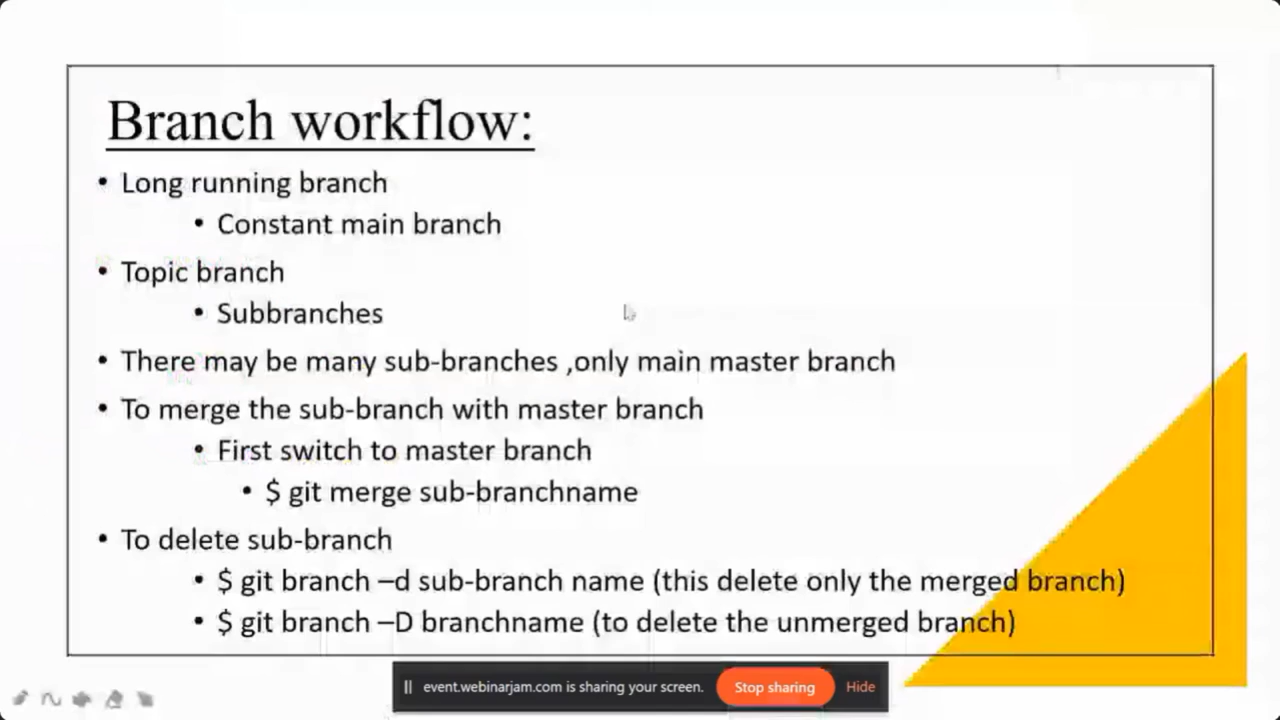 Branch workflow:
• Long running branch
• Constant main branch
• Topic branch
• Subbranches
• There may be many sub-branches ,only main master branch
• To merge the sub-branch with master branch
• First switch to master branch
• $ git merge sub-branchname
• To delete sub-branch
• $ git branch –d sub-branch name (this delete only the merged branch)
• $ git branch –D branchname (to delete the unmerged branch)
event.webinarjam.com is sharing your screen. Stop sharing Hide